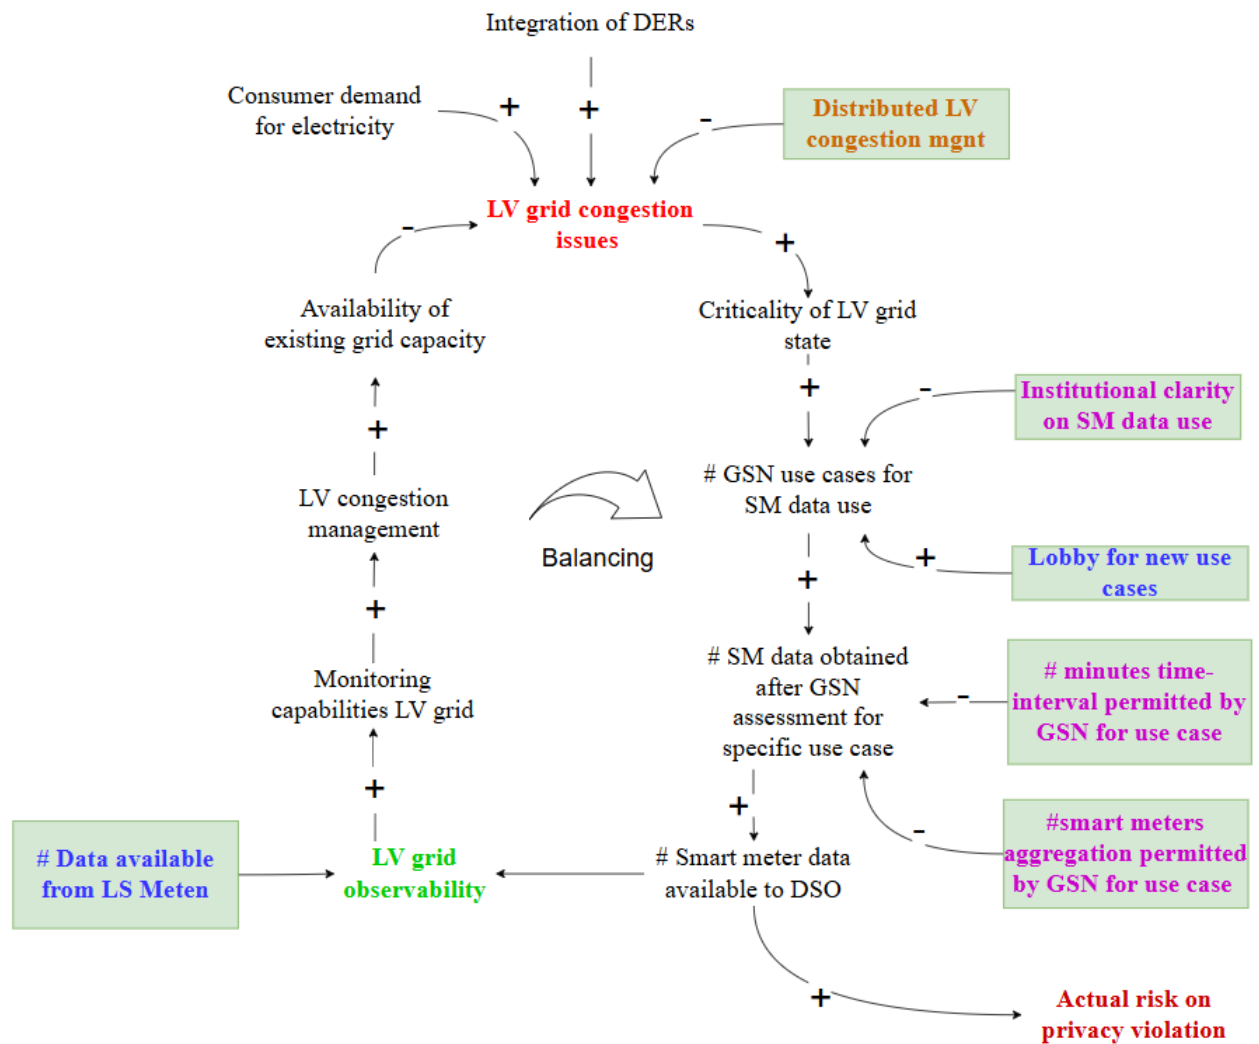 Integration of DERs
+
Consumer demand
for electricity
+
-
Distributed LV
congestion mgnt
LV grid congestion
issues
-
+
Availability of
existing grid capacity
Criticality of LV grid
state
+
+
-
Institutional clarity
on SM data use
LV congestion
management
Balancing
# GSN use cases for
SM data use
+
Lobby for new use
cases
+
+
Monitoring
capabilities LV grid
# SM data obtained
after GSN
assessment for
specific use case
-
# minutes time-
interval permitted by
GSN for use case
+
+
-
#smart meters
aggregation permitted
by GSN for use case
# Data available
from LS Meten
LV grid
observability
# Smart meter data
available to DSO
+
Actual risk on
privacy violation